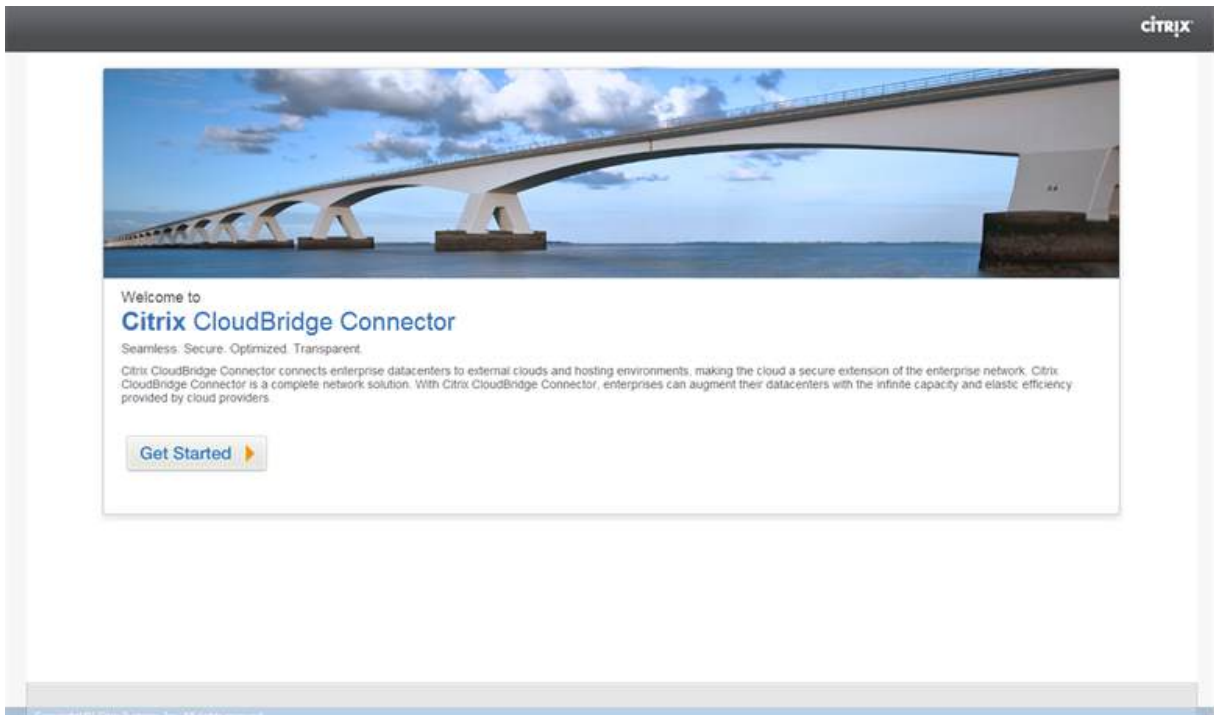 CİTRIX
Welcome to
Citrix CloudBridge Connector
Seamless. Secure. Optimized. Transparent.
Citrix CloudBridge Connector connects enterprise datacenters to external clouds and hosting environments, making the cloud a secure extension of the enterprise network. Citrix
CloudBridge Connector is a complete network solution. With Citrix CloudBridge Connector, enterprises can augment their datacenters with the infinite capacity and elastic efficiency
provided by cloud providers.
Get Started